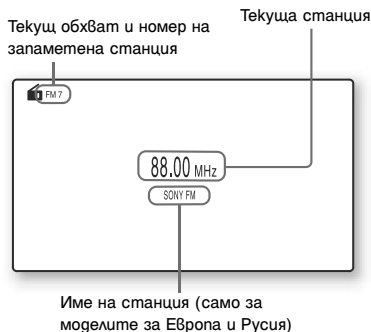 Текущ обхват и номер на
запаметена станция
Текуща станция
FM 7
88.00 MHz
SONY FM
Име на станция (само за
моделите за Европа и Русия)